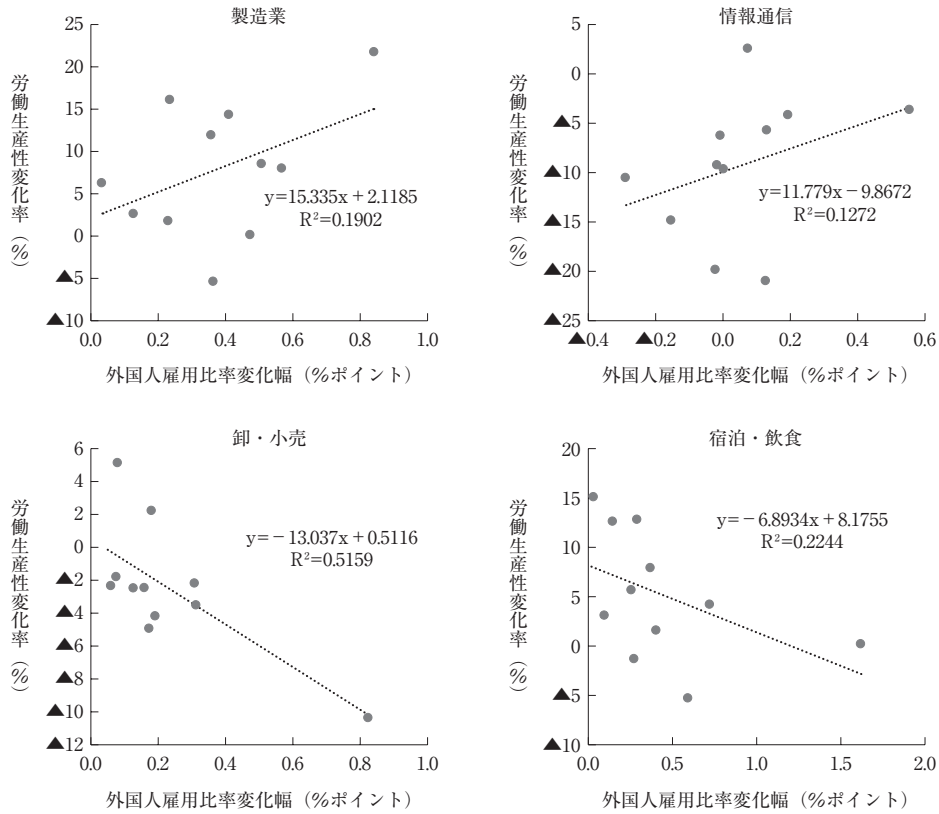 製造業
労働生産性変化率（%）
25
20
15
10
5
0
▲5
▲10
0.0 0.2 0.4 0.6 0.8 1.0
y=15.335x+2.1185
R²=0.1902
外国人雇用比率変化幅（%ポイント）
情報通信
労働生産性変化率（%）
5
0
▲5
▲10
▲15
▲20
▲25
▲0.4 ▲0.2 0.0 0.2 0.4 0.6
y=11.779x−9.8672
R²=0.1272
外国人雇用比率変化幅（%ポイント）
卸・小売
労働生産性変化率（%）
6
4
2
0
▲2
▲4
▲6
▲8
▲10
▲12
0.0 0.2 0.4 0.6 0.8 1.0
y=−13.037x+0.5116
R²=0.5159
外国人雇用比率変化幅（%ポイント）
宿泊・飲食
労働生産性変化率（%）
20
15
10
5
0
▲5
▲10
0.0 0.5 1.0 1.5 2.0
y=−6.8934x+8.1755
R²=0.2244
外国人雇用比率変化幅（%ポイント）